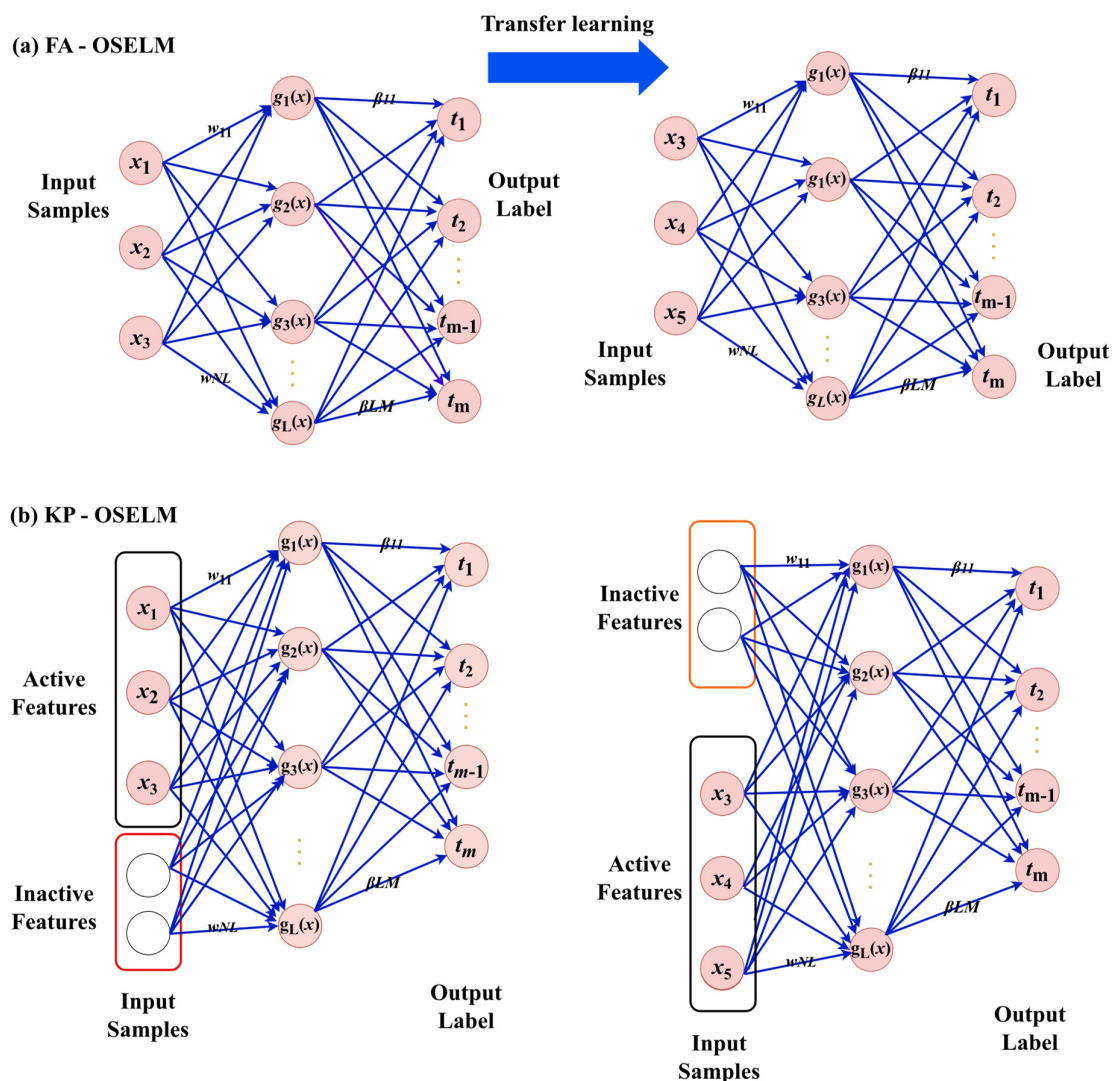 Transfer learning
(a) FA - OSELM
g₁(x)
β11
t₁
w₁₁
x₁
Input
Samples
g₂(x)
Output
Label
t₂
x₂
x₃
g₃(x)
tm-1
wNL
gL(x)
βLM
tm
g₁(x)
β11
t₁
w₁₁
x₃
g₁(x)
t₂
x₄
g₃(x)
tm-1
x₅
Input
Samples
wNL
Output
Label
gL(x)
βLM
tm
(b) KP - OSELM
g₁(x)
β11
t₁
w₁₁
x₁
g₂(x)
t₂
Active
Features
x₂
x₃
g₃(x)
tm-1
tm
Inactive
Features
wNL
gL(x)
βLM
Input
Samples
Output
Label
Inactive
Features
w₁₁
g₁(x)
β11
t₁
g₂(x)
t₂
x₃
g₃(x)
tm-1
Active
Features
x₄
tm
βLM
x₅
wNL
gL(x)
Input
Samples
Output
Label